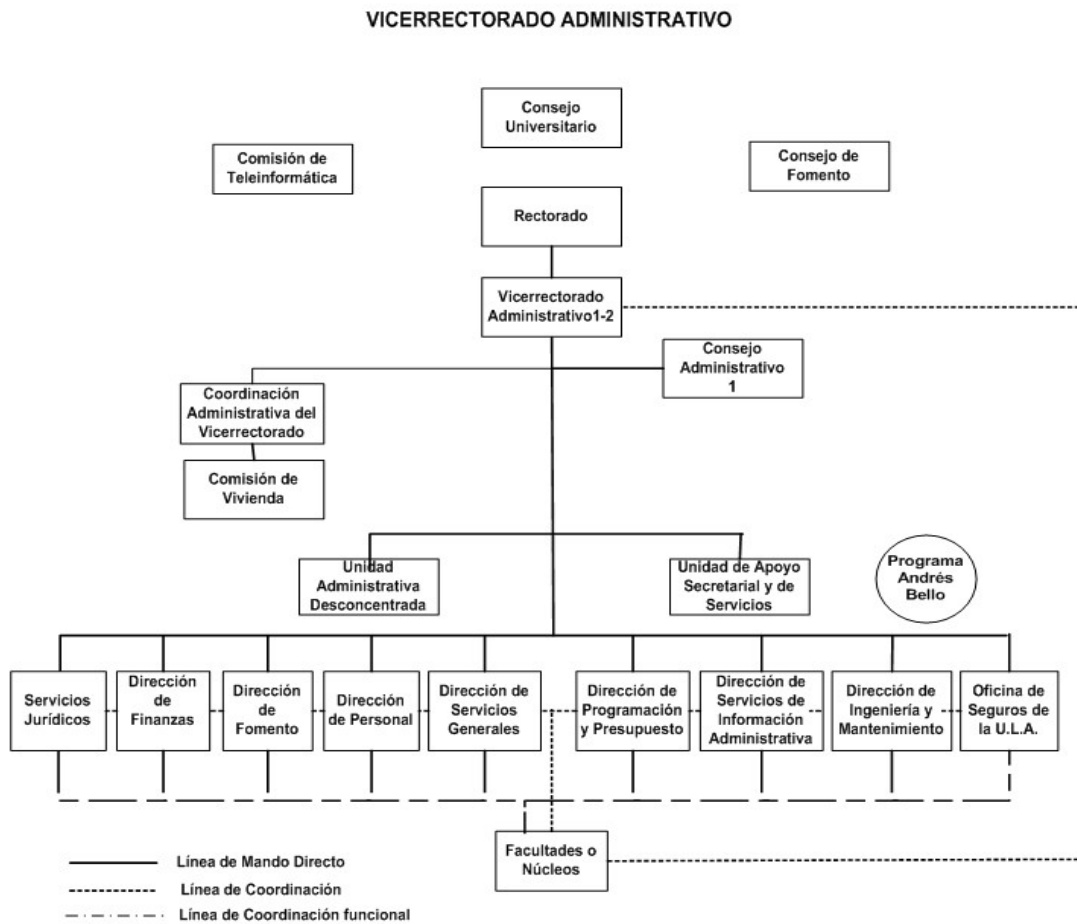 VICERRECTORADO ADMINISTRATIVO
Consejo
Universitario
Comisión de
Teleinformática
Consejo de
Fomento
Rectorado
Vicerrectorado
Administrativo1-2
Consejo
Administrativo
1
Coordinación
Administrativa del
Vicerrectorado
Comisión de
Vivienda
Unidad
Administrativa
Desconcentrada
Unidad de Apoyo
Secretarial y de
Servicios
Programa
Andrés
Bello
Servicios
Jurídicos
Dirección
de
Finanzas
Dirección
de
Fomento
Dirección
de Personal
Dirección de
Servicios
Generales
Dirección de
Programación
y Presupuesto
Dirección de
Servicios de
Información
Administrativa
Dirección de
Ingeniería y
Mantenimiento
Oficina de
Seguros de
la U.L.A.
Facultades o
Núcleos
Línea de Mando Directo
Línea de Coordinación
Línea de Coordinación funcional